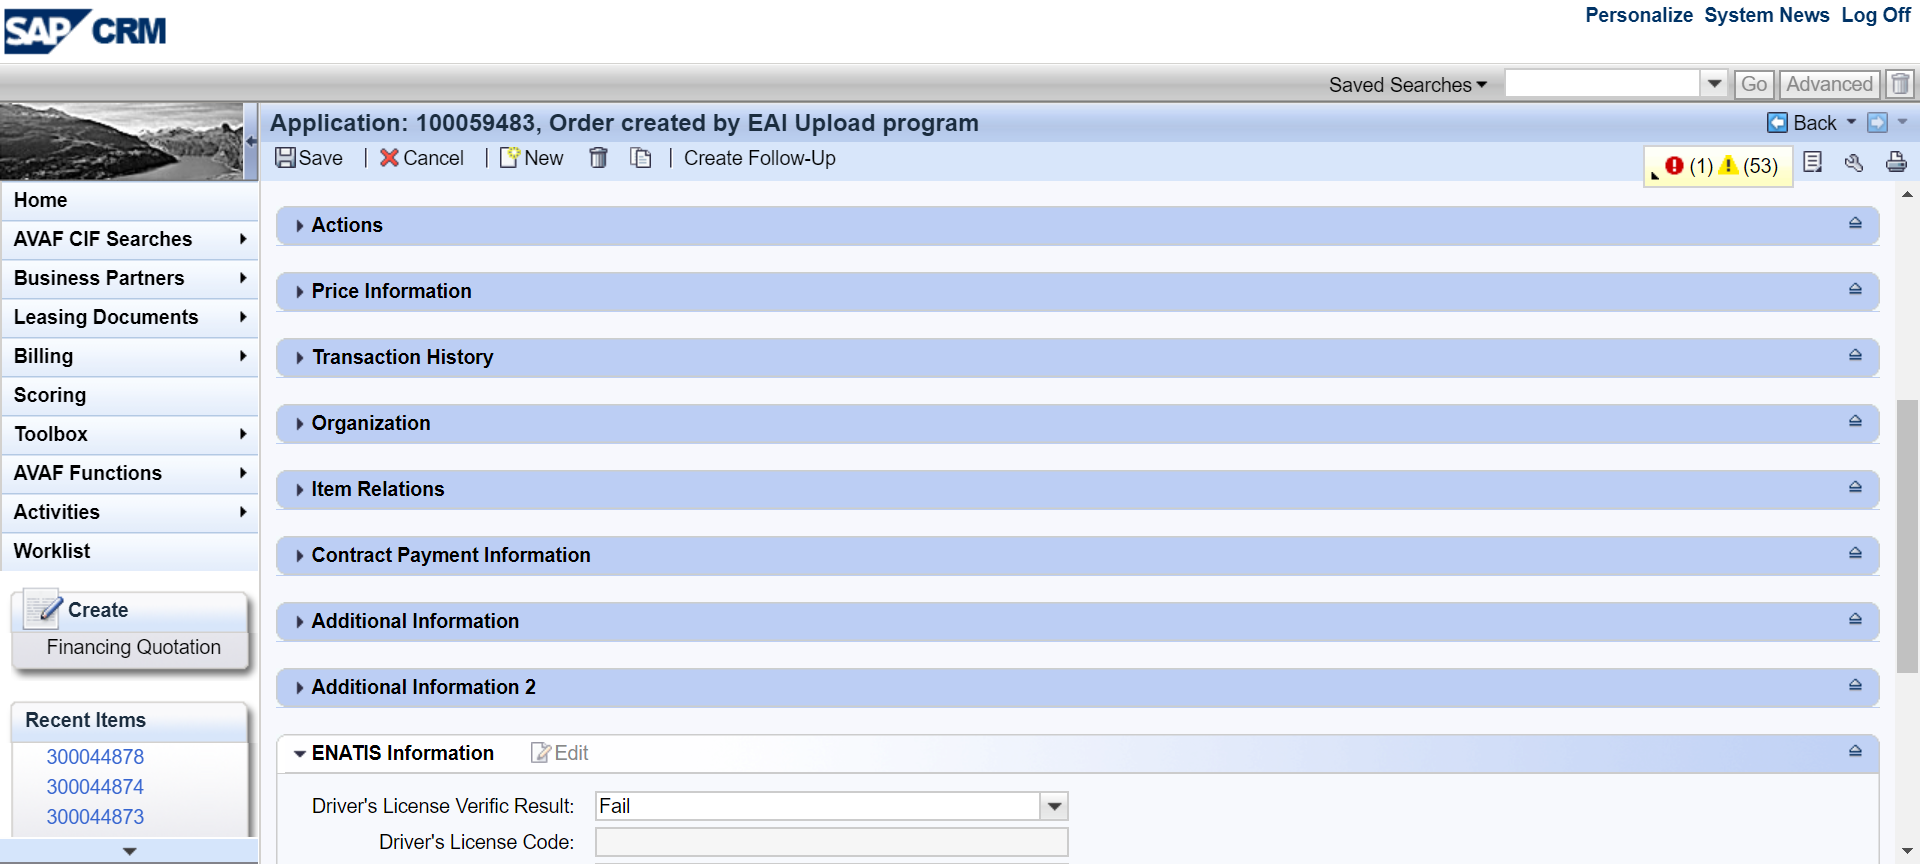 SAP CRM
Personalize System News Log Off
Saved Searches Go Advanced
Application: 100059483, Order created by EAI Upload program
Back
Save | Cancel | New | Create Follow-Up
(1) (53)
Home
AVAF CIF Searches
Business Partners
Leasing Documents
Billing
Scoring
Toolbox
AVAF Functions
Activities
Worklist
Create
Financing Quotation
Recent Items
300044878
300044874
300044873
Actions
Price Information
Transaction History
Organization
Item Relations
Contract Payment Information
Additional Information
Additional Information 2
ENATIS Information Edit
Driver's License Verific Result: Fail
Driver's License Code: